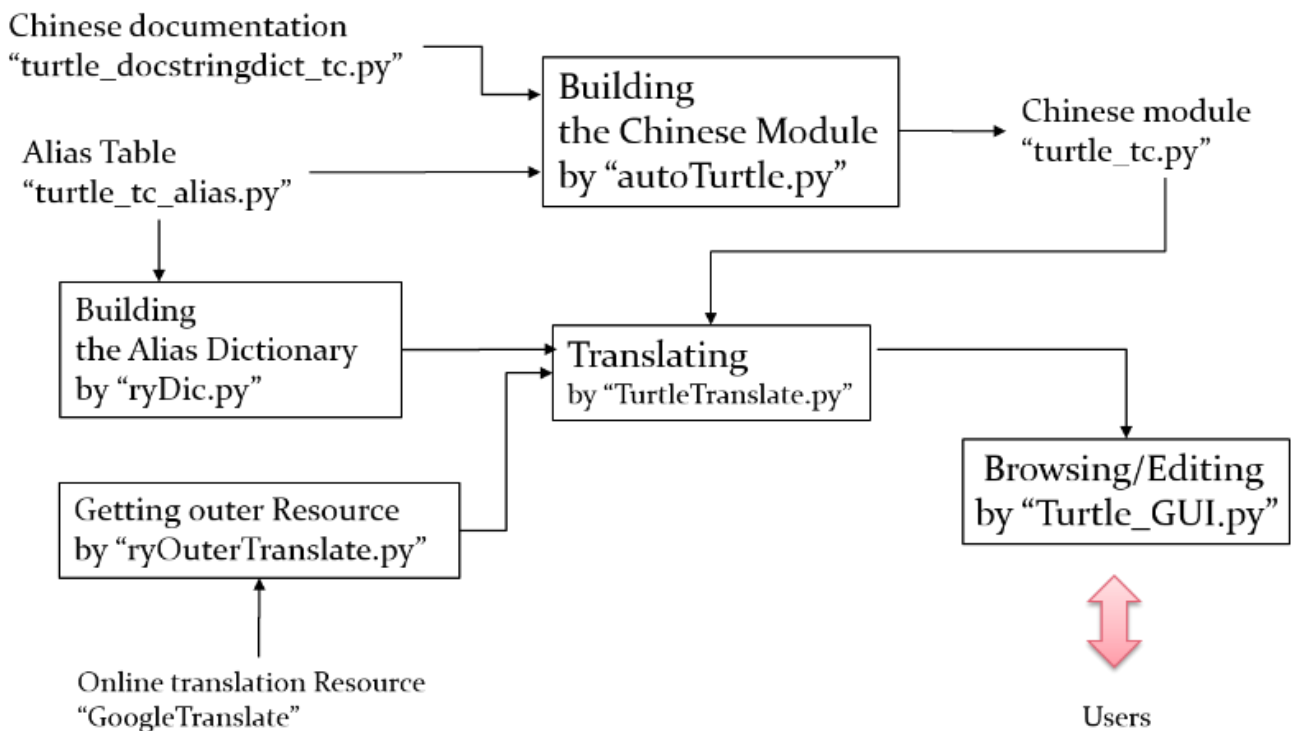 Chinese documentation
“turtle_docstringdict_tc.py”
Building
the Chinese Module
by “autoTurtle.py”
Chinese module
“turtle_tc.py”
Alias Table
“turtle_tc_alias.py”
Building
the Alias Dictionary
by “ryDic.py”
Translating
by “TurtleTranslate.py”
Browsing/Editing
by “Turtle_GUI.py”
Getting outer Resource
by “ryOuterTranslate.py”
Online translation Resource
“GoogleTranslate”
Users